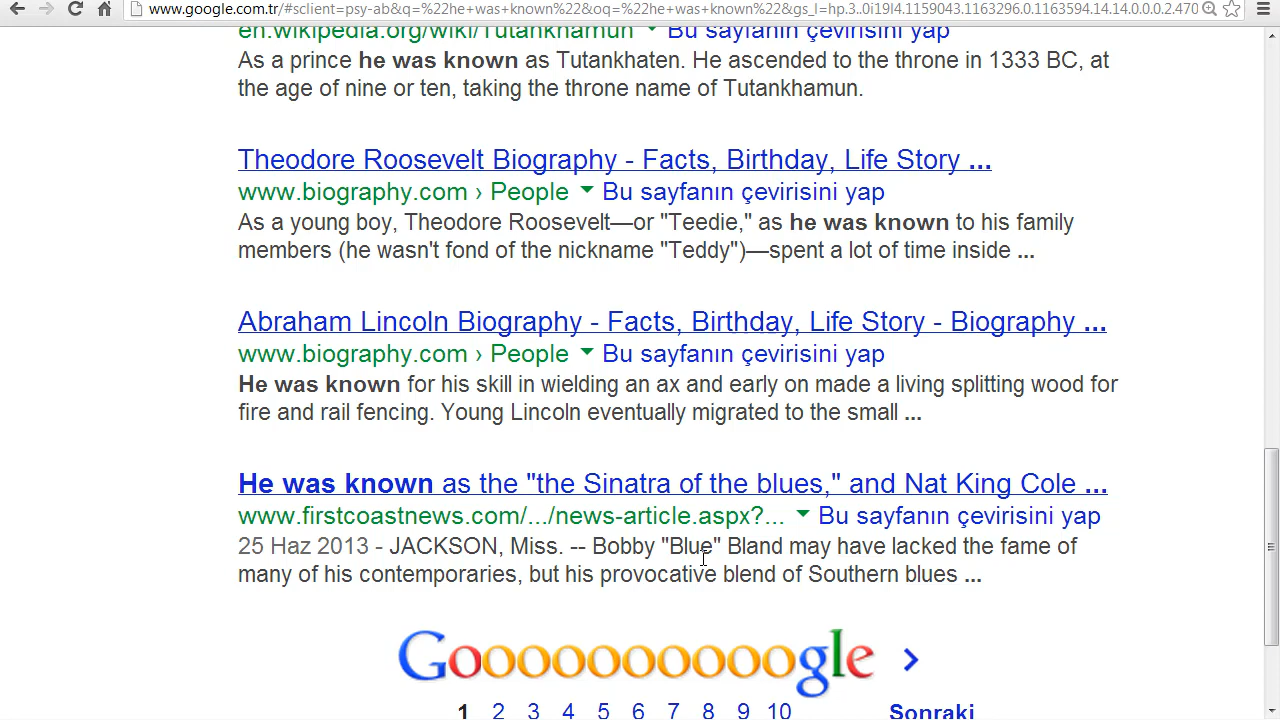 www.google.com.tr/#sclient=psy-ab&q=%22he+was+known%22&oq=%22he+was+known%22&gs_l=hp.3.0i19l4.1159043.1163296.0.1163594.14.14.0.0.0.2.470
en.wikipedia.org/wiki/Tutankhamun Bu sayfanın çevirisini yap
As a prince he was known as Tutankhaten. He ascended to the throne in 1333 BC, at
the age of nine or ten, taking the throne name of Tutankhamun.
Theodore Roosevelt Biography - Facts, Birthday, Life Story ...
www.biography.com › People Bu sayfanın çevirisini yap
As a young boy, Theodore Roosevelt—or "Teedie," as he was known to his family
members (he wasn't fond of the nickname "Teddy")—spent a lot of time inside ...
Abraham Lincoln Biography - Facts, Birthday, Life Story - Biography ...
www.biography.com › People Bu sayfanın çevirisini yap
He was known for his skill in wielding an ax and early on made a living splitting wood for
fire and rail fencing. Young Lincoln eventually migrated to the small ...
He was known as the "the Sinatra of the blues," and Nat King Cole ...
www.firstcoastnews.com/.../news-article.aspx?... Bu sayfanın çevirisini yap
25 Haz 2013 - JACKSON, Miss. -- Bobby "Blue" Bland may have lacked the fame of
many of his contemporaries, but his provocative blend of Southern blues ...
Goooooooooogle >
1 2 3 4 5 6 7 8 9 10 Sonraki